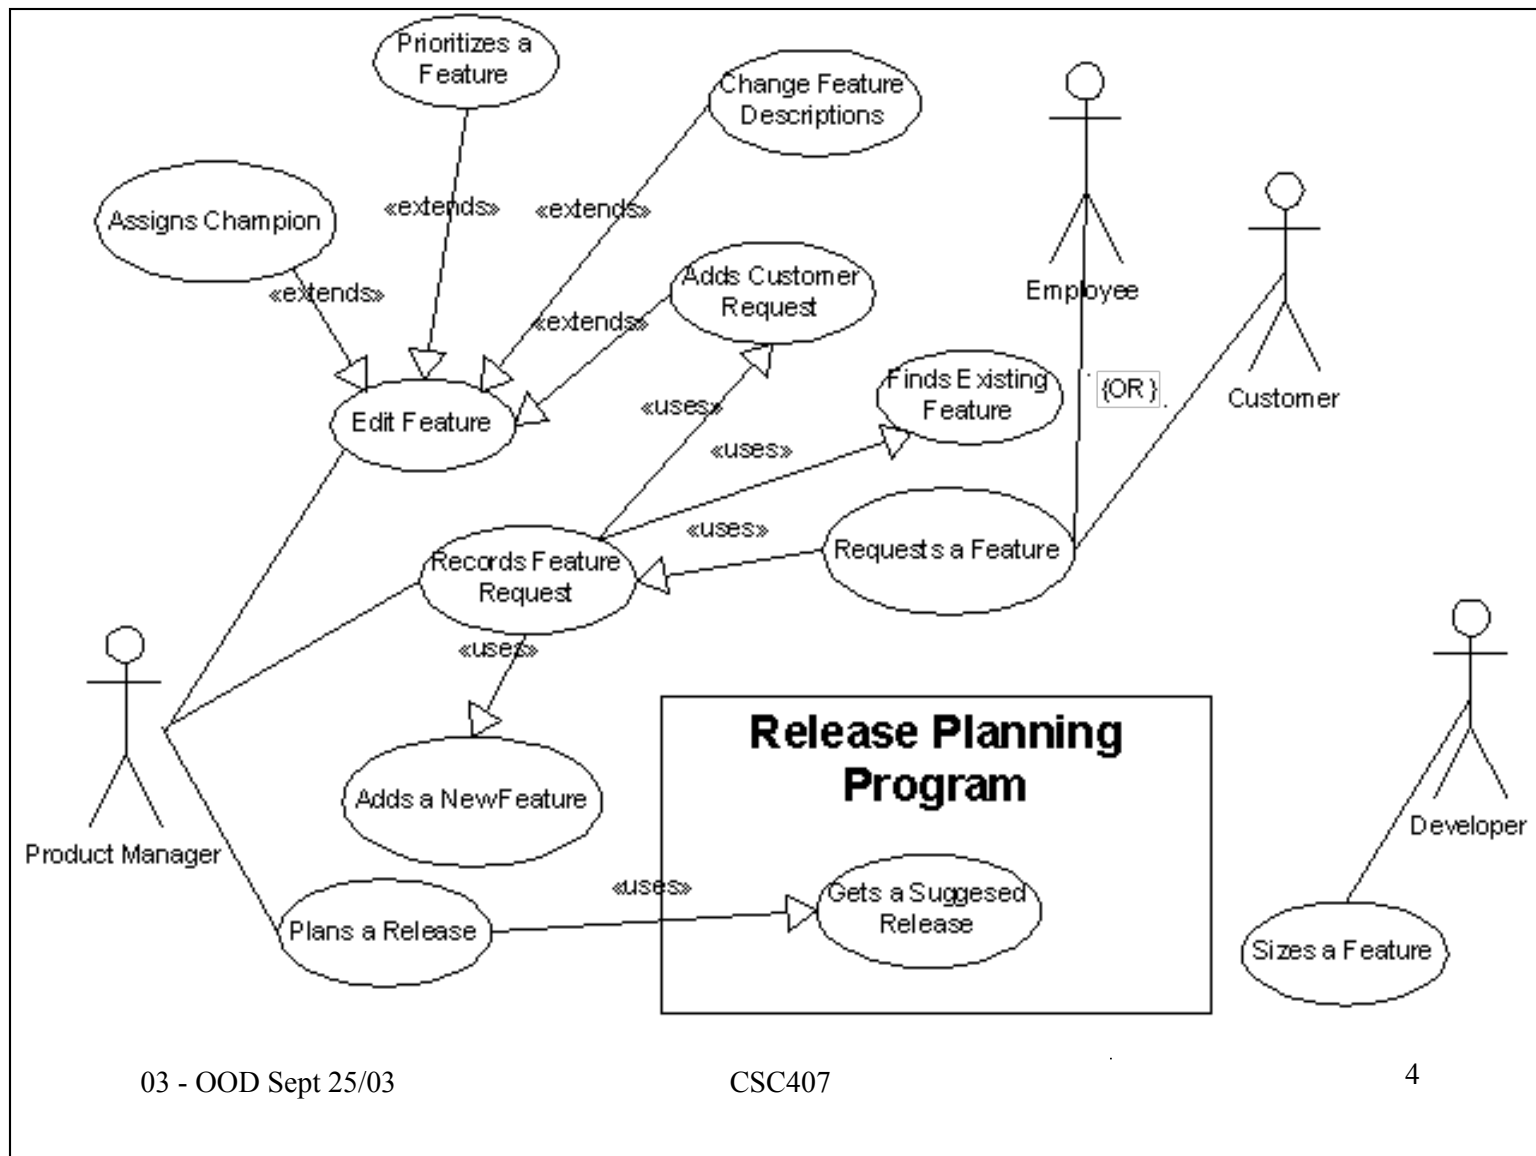 Prioritizes a
Feature
Change Feature
Descriptions
Assigns Champion
«extends»
«extends»
«extends»
Adds Customer
Request
«extends»
Employee
«extends»
Finds Existing
Feature
{OR}
Customer
«uses»
Edit Feature
«uses»
«uses»
Requests a Feature
Records Feature
Request
«uses»
Release Planning
Program
Adds a NewFeature
Developer
Product Manager
«uses»
Gets a Suggesed
Release
Plans a Release
Sizes a Feature
03 - OOD Sept 25/03
CSC407
4